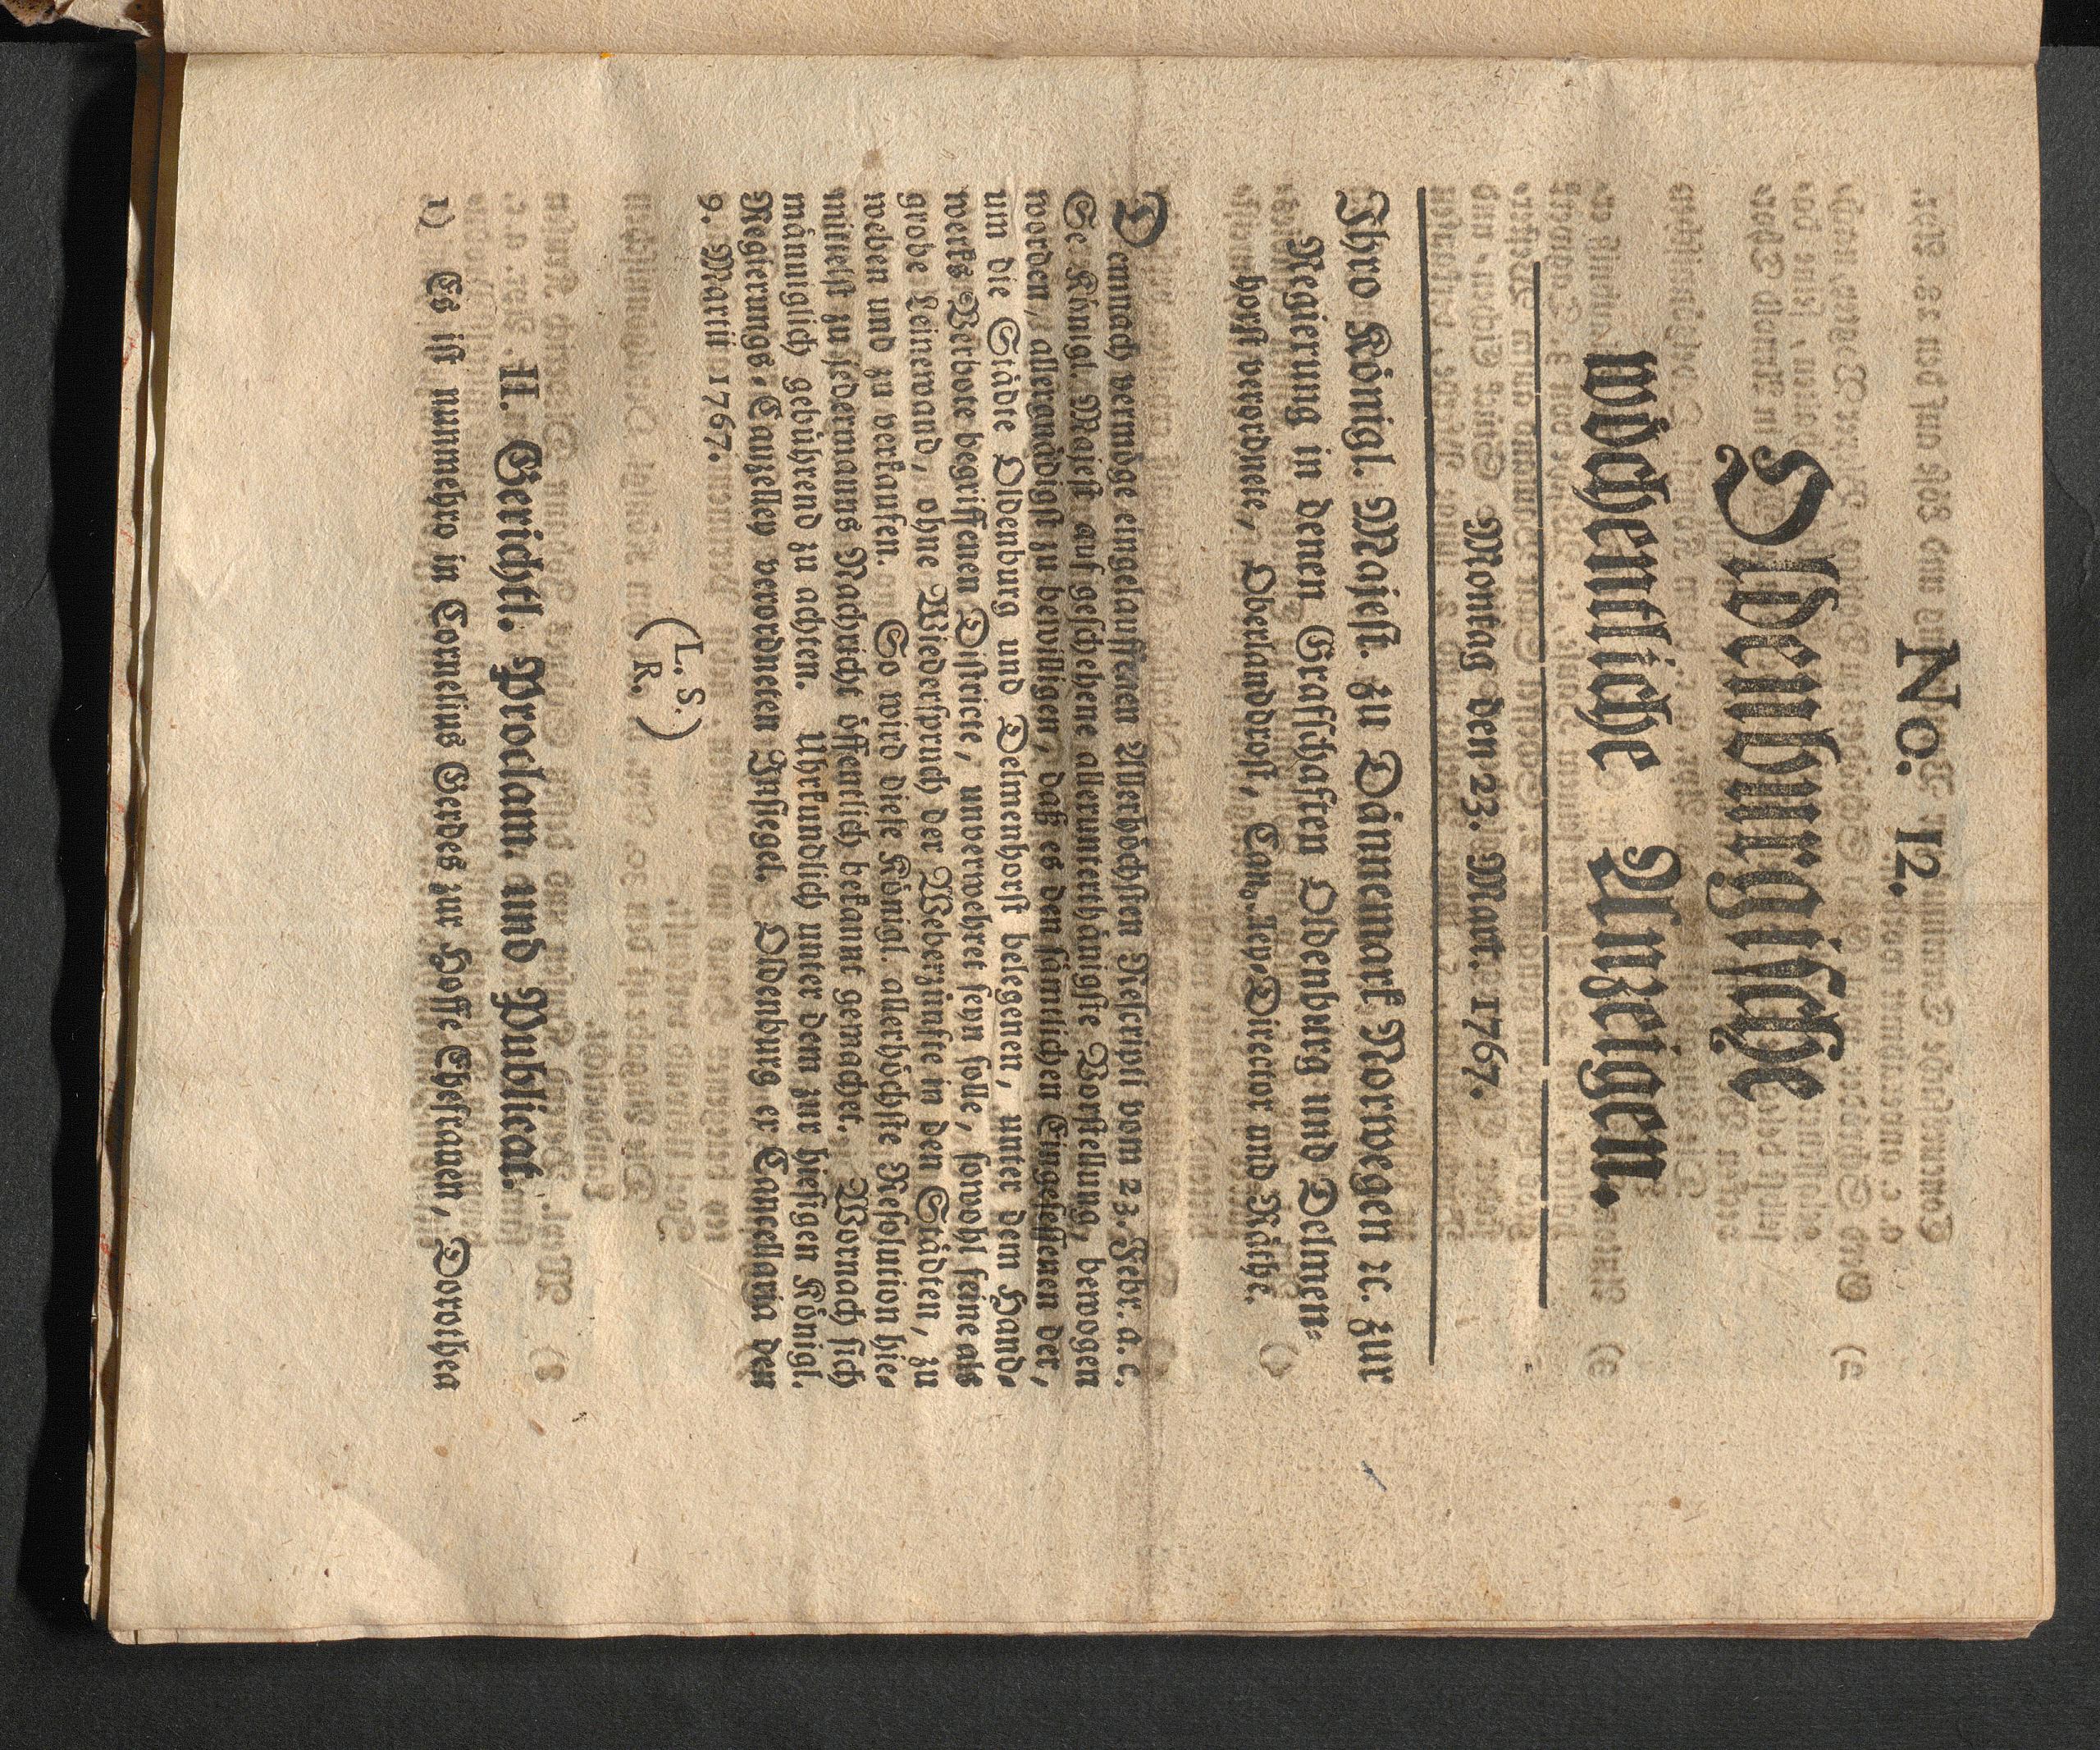 No. 12.
Oldenburgische
wöchentliche Anzeigen.
Montag den 23. Mart. 1767.
Ihro Königl. Majest. zu Dännemark Norwegen ꝛc. zur
Regierung in denen Grafschaften Oldenburg und Delmen-
horst verordnete, Oberlanddrost, Canzley-Director und Räthe.
Demnach vermöge eingelauffenen Allerhöchsten Rescripti vom 23. Febr. a. c.
Se Königl. Majest auf geschehene allerunterthänigste Vorstellung, bewogen
worden, allergnädigst zu bewilligen, daß es den sämtlichen Eingesessenen der,
um die Städte Oldenburg und Delmenhorst belegenen, unter dem Hand-
werks-Verbote begriffenen Districte, unverwehret seyn solle, sowohl feine als
grobe Leinewand, ohne Wiederspruch der Weberzünfte in den Städten, zu
weben und zu verkaufen. So wird diese Königl. allerhöchste Resolution hie-
mittelst zu jedermanns Nachricht öffentlich bekannt gemachet. Wornach sich
männiglich gebührend zu achten. Uhrkundlich unter dem zur hiesigen Königl.
Regierungs-Canzelley verordneten Insiegel. Oldenburg er Cancellaria den
9. Martii 1767.
(L. S.)
R.
II. Gerichtl. Proclam. und Publicat.
1) Es ist nunmehro in Cornelius Gerdes zur Hoffe Ehefrauen, Dorothea